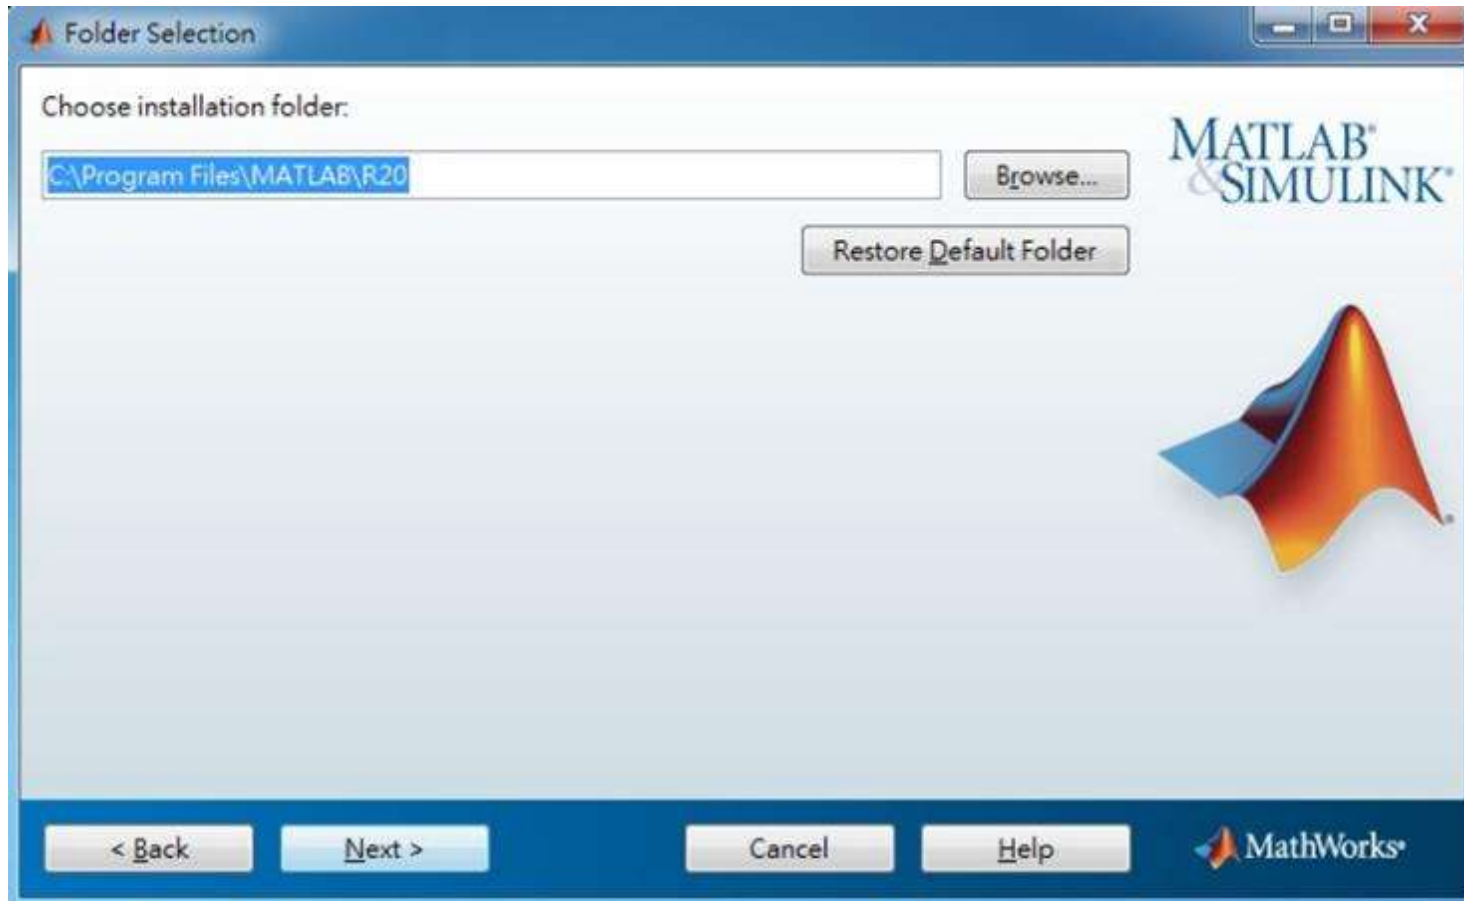 Folder Selection
Choose installation folder:
C:\Program Files\MATLAB\R20
Browse...
Restore Default Folder
MATLAB®
&SIMULINK®
< Back
Next >
Cancel
Help
MathWorks®